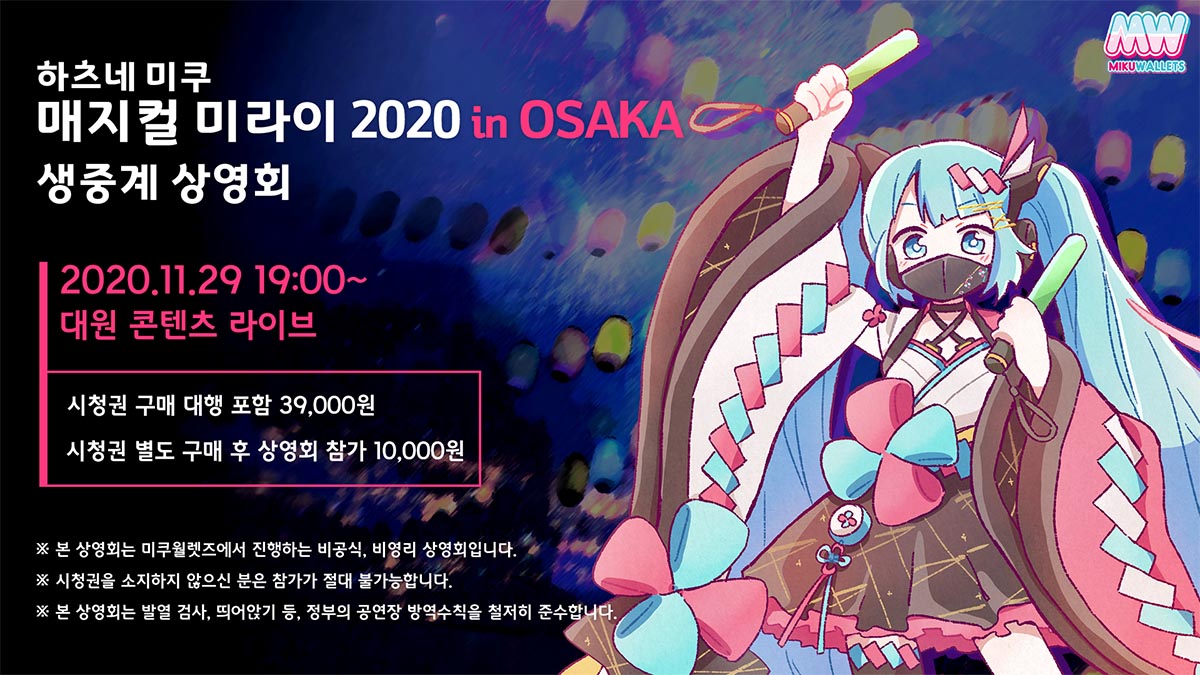 하츠네 미쿠
매지컬 미라이 2020 in OSAKA
생중계 상영회
2020.11.29 19:00~
대원 콘텐츠 라이브
시청권 구매 대행 포함 39,000원
시청권 별도 구매 후 상영회 참가 10,000원
※ 본 상영회는 미쿠월렛즈에서 진행하는 비공식, 비영리 상영회입니다.
※ 시청권을 소지하지 않으신 분은 참가가 절대 불가능합니다.
※ 본 상영회는 발열 검사, 띄어앉기 등, 정부의 공연장 방역수칙을 철저히 준수합니다.
MW
MIKUWALLETS